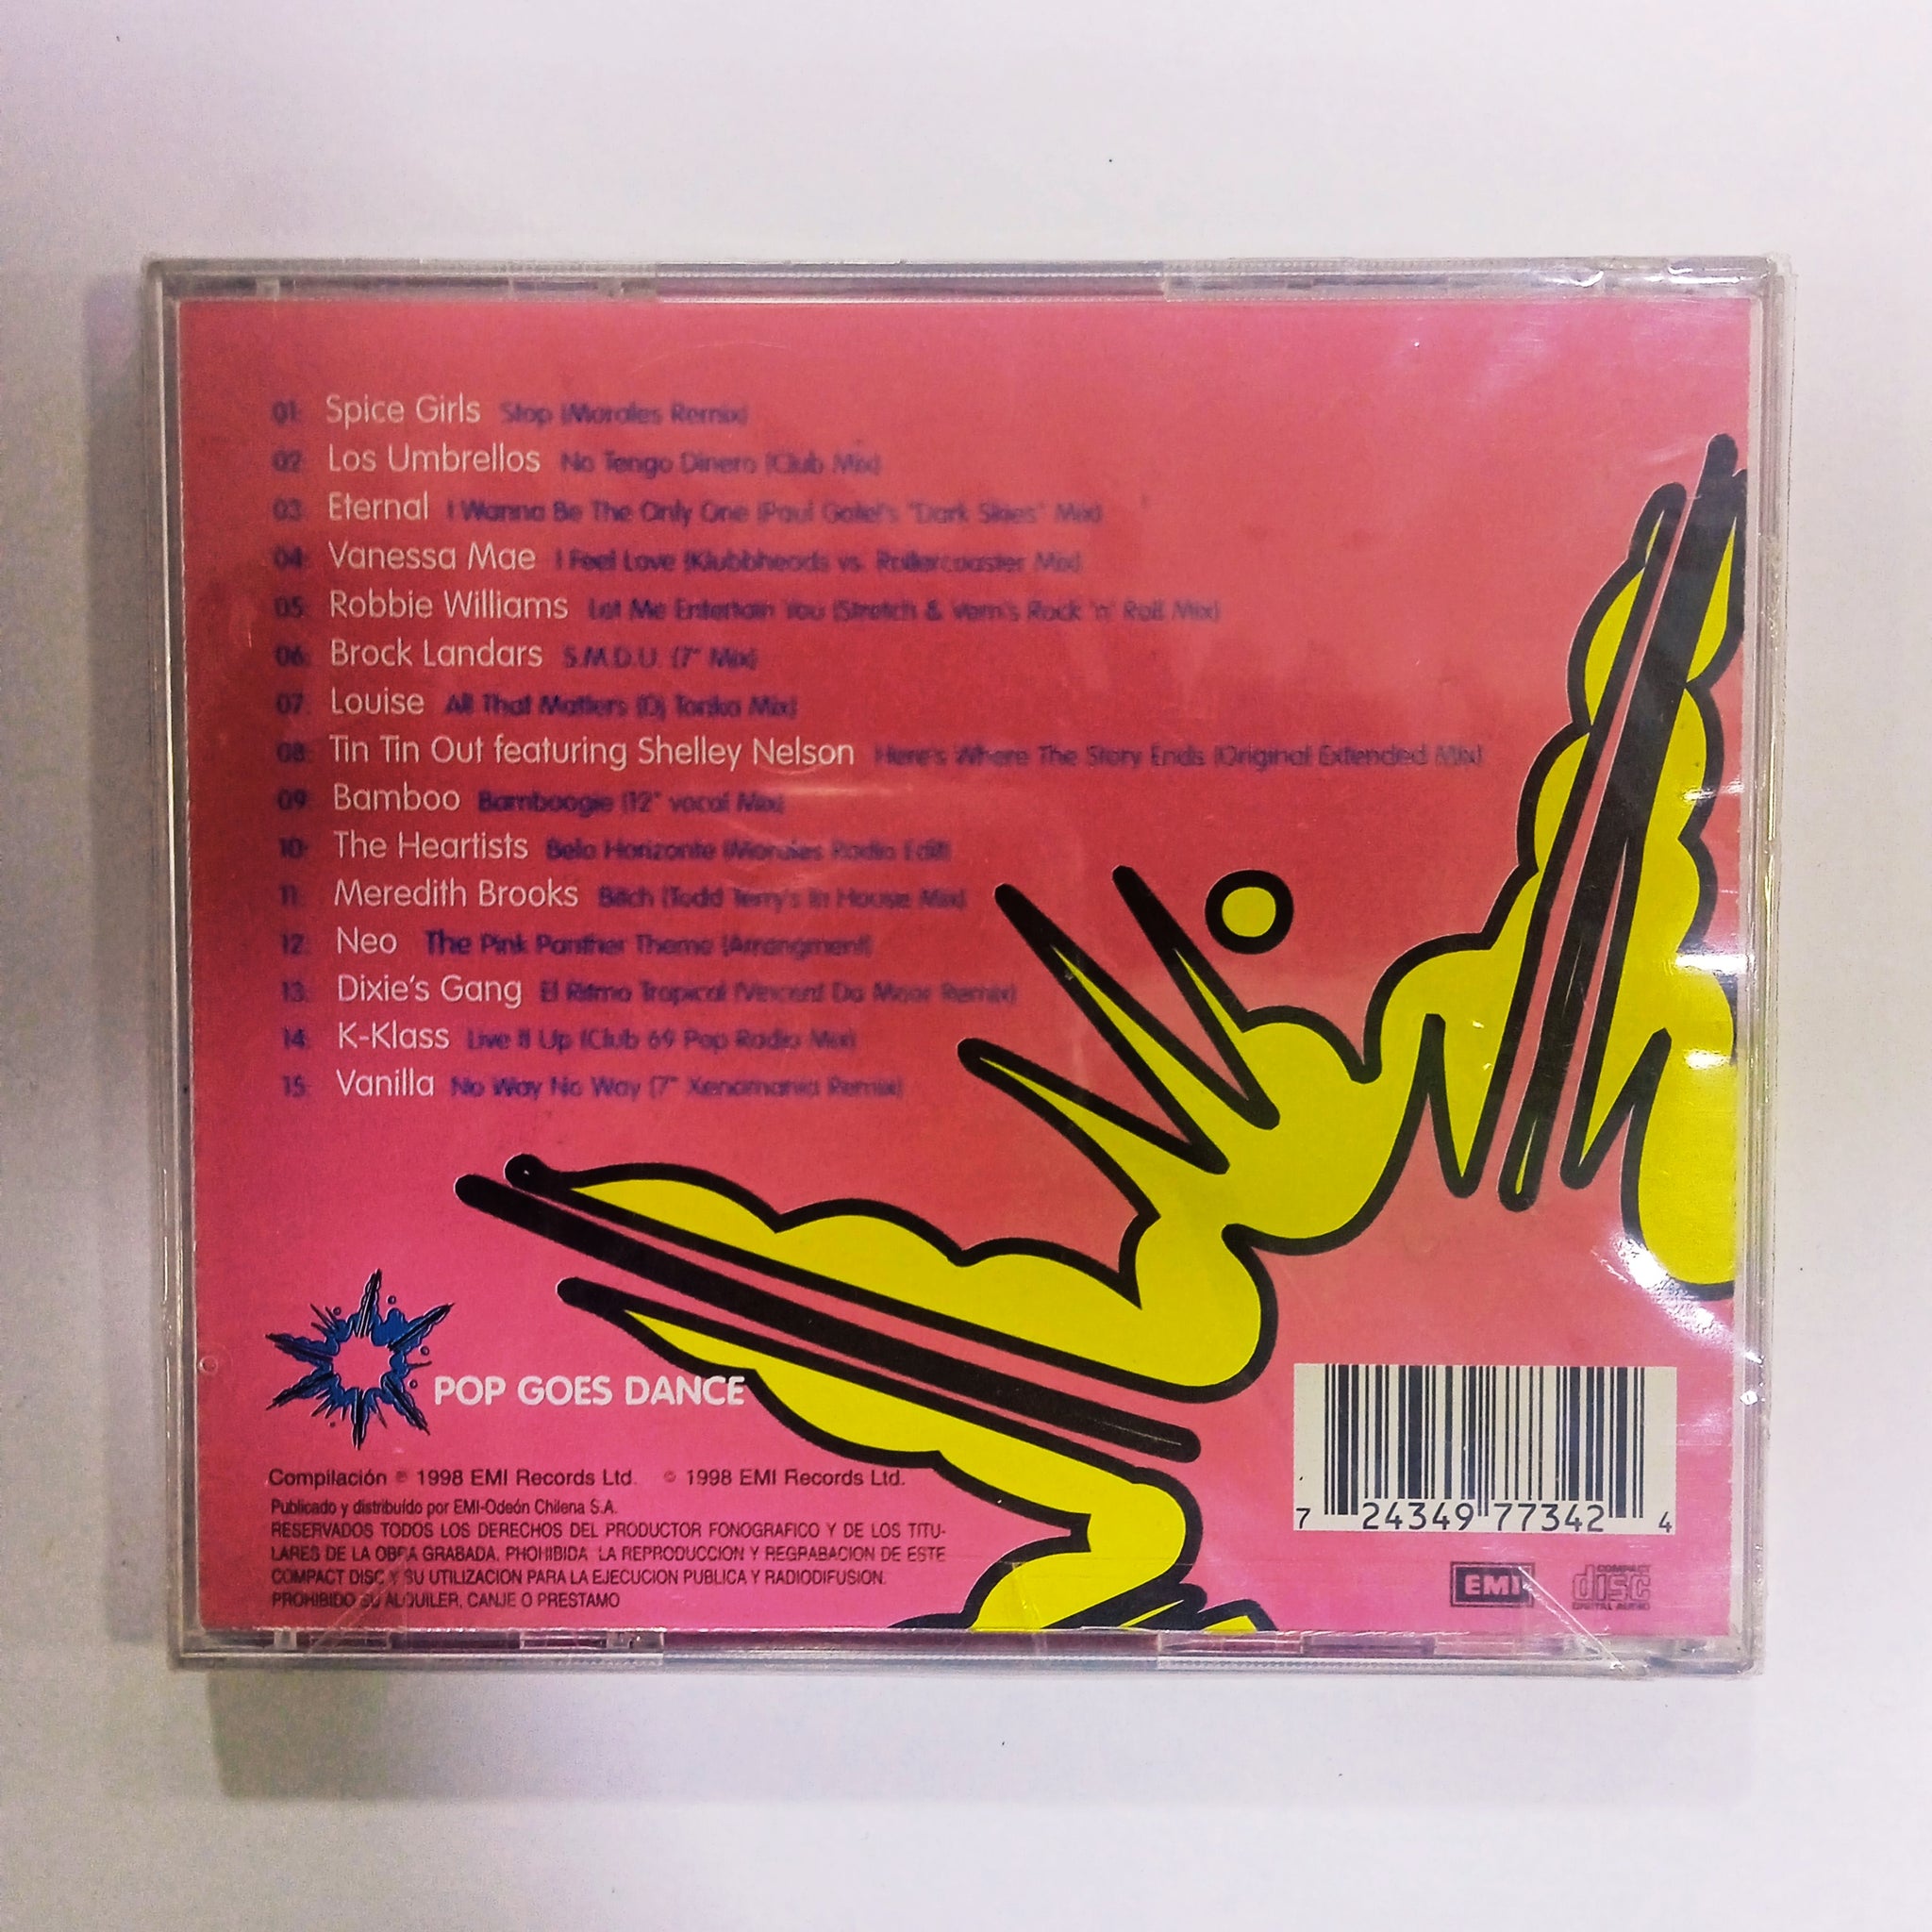 01: Spice Girls Stop (Morales Remix)
02: Los Umbrellos No Tengo Dinero (Club Mix)
03: Eternal I Wanna Be The Only One (Paul Gotel's "Dark Skies" Mix)
04: Vanessa Mae I Feel Love (Klubbheads vs. Rollercoaster Mix)
05: Robbie Williams Let Me Entertain You (Stretch & Vern's Rock 'n' Roll Mix)
06: Brock Landars S.M.D.U. (7" Mix)
07: Louise All That Matters (Dj Tonka Mix)
08: Tin Tin Out featuring Shelley Nelson Here's Where The Story Ends (Original Extended Mix)
09: Bamboo Bamboogie (12" vocal Mix)
10: The Heartists Belo Horizonte (Morales Radio Edit)
11: Meredith Brooks Bitch (Todd Terry's In House Mix)
12: Neo The Pink Panther Theme (Arrangment)
13: Dixie's Gang El Ritmo Tropical (Vincent De Moor Remix)
14: K-Klass Live It Up (Club 69 Pop Radio Mix)
15: Vanilla No Way No Way (7" Xenomania Remix)
POP GOES DANCE
Compilación ℗ 1998 EMI Records Ltd. © 1998 EMI Records Ltd.
Publicado y distribuído por EMI-Odeón Chilena S.A.
RESERVADOS TODOS LOS DERECHOS DEL PRODUCTOR FONOGRAFICO Y DE LOS TITU-
LARES DE LA OBRA GRABADA. PROHIBIDA LA REPRODUCCION Y REGRABACION DE ESTE
COMPACT DISC Y SU UTILIZACION PARA LA EJECUCION PUBLICA Y RADIODIFUSION.
PROHIBIDO SU ALQUILER, CANJE O PRESTAMO
7 24349 77342 4
EMI
COMPACT
disc
DIGITAL AUDIO